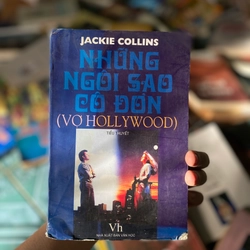 JACKIE COLLINS
NHỮNG
NGÔI SAO
CÔ ĐƠN
(VỢ HOLLYWOOD)
TIỂU THUYẾT
Vh
NHÀ XUẤT BẢN VĂN HỌC